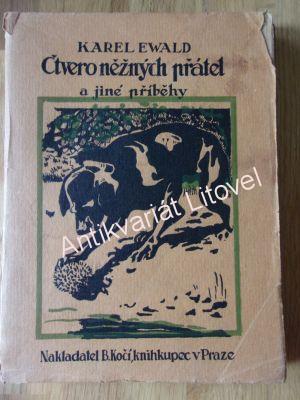 KAREL EWALD
Čtvero něžných přátel
a jiné příběhy
Antikvariát Litovel
Nakladatel B. Kočí, knihkupec v Praze